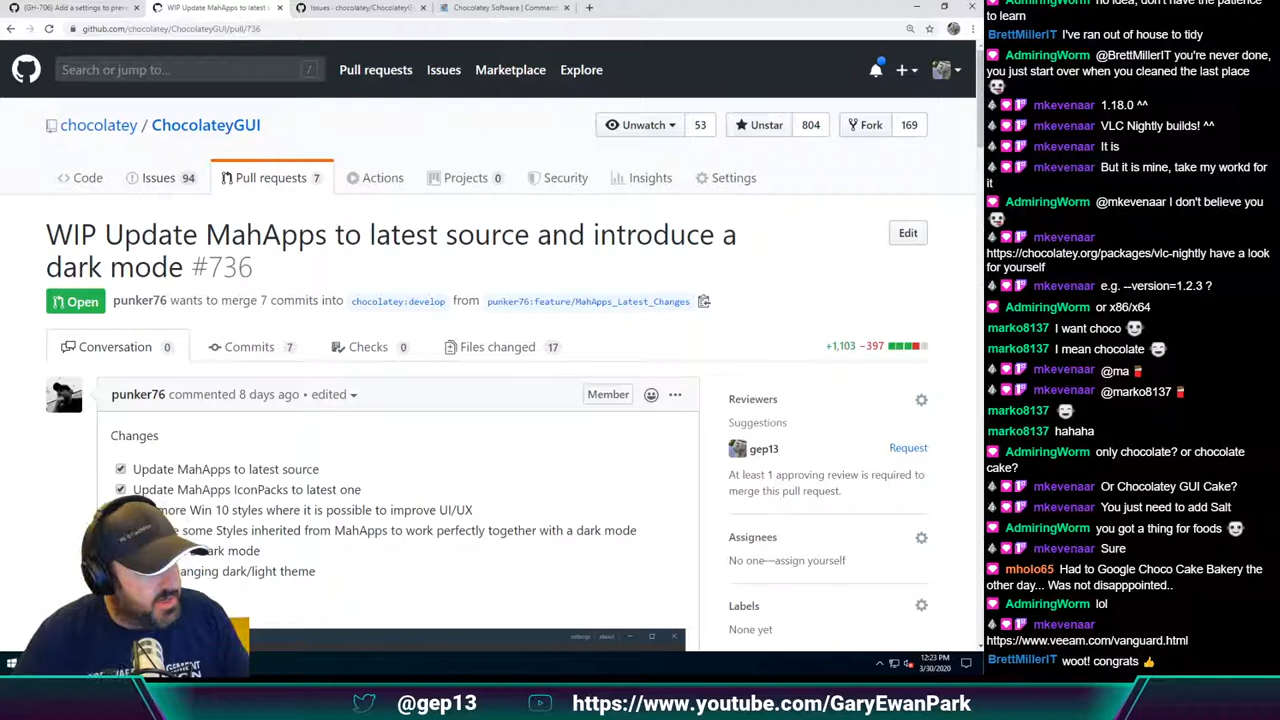 (GH-706) Add a settings to prev
WIP Update MahApps to latest s
Issues - chocolatey/ChocolateyG
Chocolatey Software | Comman
github.com/chocolatey/ChocolateyGUI/pull/736
Search or jump to...
/
Pull requests
Issues
Marketplace
Explore
chocolatey / ChocolateyGUI
Unwatch 53
Unstar 804
Fork 169
Code
Issues 94
Pull requests 7
Actions
Projects 0
Security
Insights
Settings
WIP Update MahApps to latest source and introduce a
dark mode #736
Edit
Open
punker76 wants to merge 7 commits into chocolatey:develop from punker76:feature/MahApps_Latest_Changes
Conversation 0
Commits 7
Checks 0
Files changed 17
+1,103 −397
punker76 commented 8 days ago • edited
Member
Changes
Update MahApps to latest source
Update MahApps IconPacks to latest one
more Win 10 styles where it is possible to improve UI/UX
some Styles inherited from MahApps to work perfectly together with a dark mode
dark mode
anging dark/light theme
settings
about
Reviewers
Suggestions
gep13
Request
At least 1 approving review is required to
merge this pull request.
Assignees
No one—assign yourself
Labels
None yet
12:23 PM
3/30/2020
@gep13
https://www.youtube.com/GaryEwanPark
no idea, don't have the patience
to learn
BrettMillerIT I've ran out of house to tidy
AdmiringWorm @BrettMillerIT you're never done,
you just start over when you cleaned the last place
mkevenaar 1.18.0 ^^
mkevenaar VLC Nightly builds! ^^
mkevenaar It is
mkevenaar But it is mine, take my workd for
it
AdmiringWorm @mkevenaar I don't believe you
mkevenaar
https://chocolatey.org/packages/vlc-nightly have a look
for yourself
mkevenaar e.g. --version=1.2.3 ?
AdmiringWorm or x86/x64
marko8137 I want choco
marko8137 I mean chocolate
mkevenaar @ma
mkevenaar @marko8137
marko8137
marko8137 hahaha
AdmiringWorm only chocolate? or chocolate
cake?
mkevenaar Or Chocolatey GUI Cake?
mkevenaar You just need to add Salt
AdmiringWorm you got a thing for foods
mkevenaar Sure
mholo65 Had to Google Choco Cake Bakery the
other day... Was not disapppointed..
AdmiringWorm lol
mkevenaar
https://www.veeam.com/vanguard.html
BrettMillerIT woot! congrats